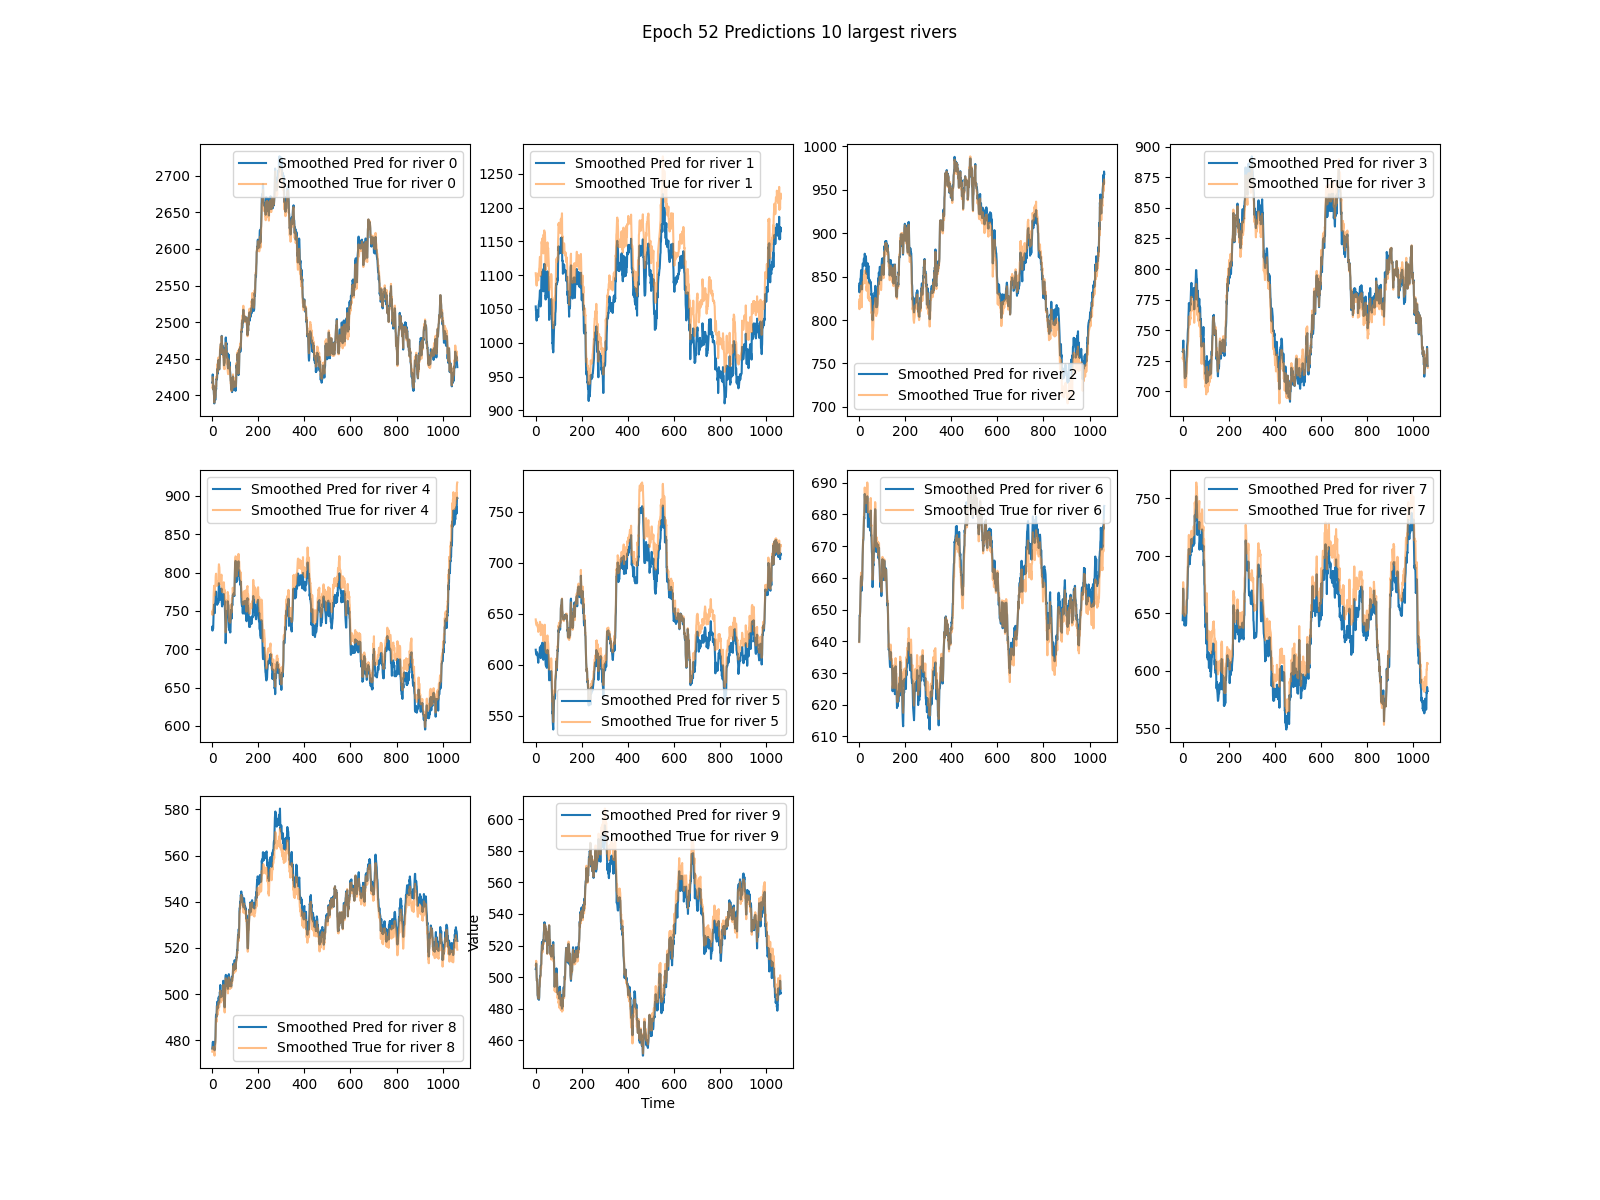 Epoch 52 Predictions 10 largest rivers
Smoothed Pred for river 0
Smoothed True for river 0
2700
2650
2600
2550
2500
2450
2400
0 200 400 600 800 1000
Smoothed Pred for river 1
Smoothed True for river 1
1250
1200
1150
1100
1050
1000
950
900
0 200 400 600 800 1000
1000
950
900
850
800
750
700
Smoothed Pred for river 2
Smoothed True for river 2
0 200 400 600 800 1000
900
875
850
825
800
775
750
725
700
Smoothed Pred for river 3
Smoothed True for river 3
0 200 400 600 800 1000
Smoothed Pred for river 4
Smoothed True for river 4
900
850
800
750
700
650
600
0 200 400 600 800 1000
750
700
650
600
550
Smoothed Pred for river 5
Smoothed True for river 5
0 200 400 600 800 1000
690
680
670
660
650
640
630
620
610
Smoothed Pred for river 6
Smoothed True for river 6
0 200 400 600 800 1000
Smoothed Pred for river 7
Smoothed True for river 7
750
700
650
600
550
0 200 400 600 800 1000
580
560
540
520
500
480
Smoothed Pred for river 8
Smoothed True for river 8
0 200 400 600 800 1000
Value
600
580
560
540
520
500
480
460
Smoothed Pred for river 9
Smoothed True for river 9
0 200 400 600 800 1000
Time